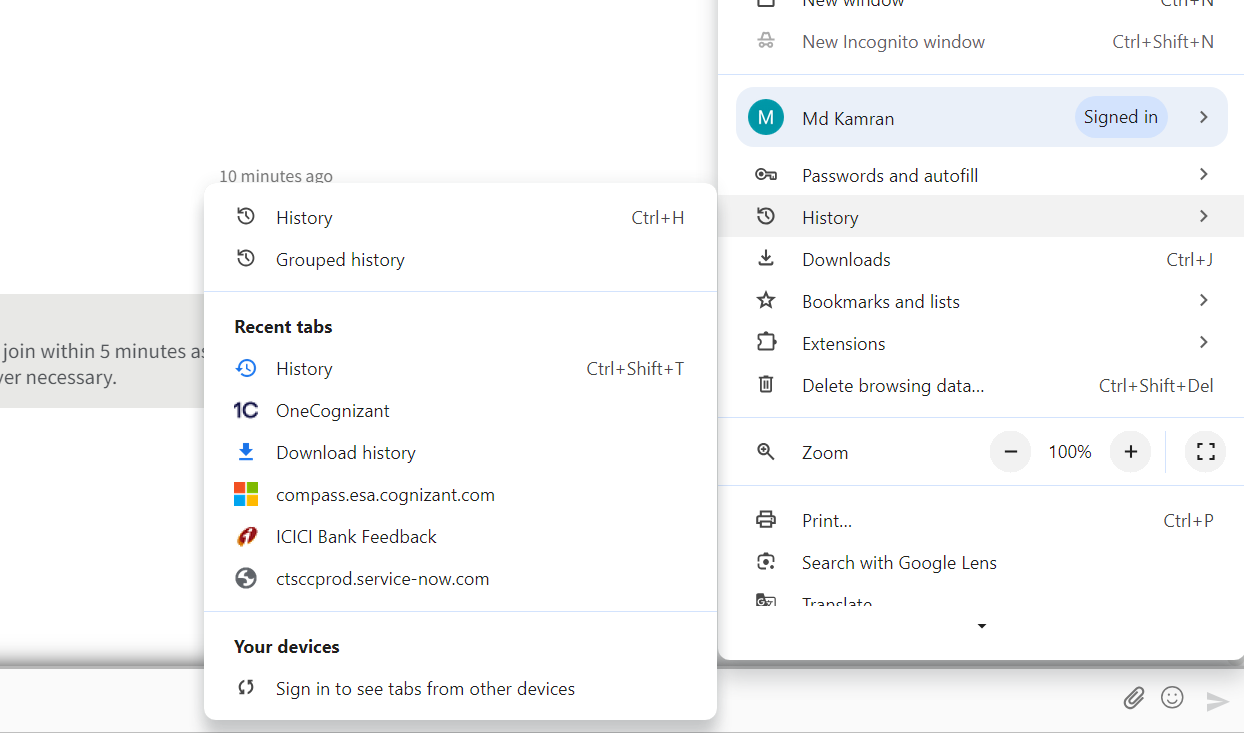 New window Ctrl+N
New Incognito window Ctrl+Shift+N
M Md Kamran Signed in
Passwords and autofill
History
Downloads Ctrl+J
Bookmarks and lists
Extensions
Delete browsing data... Ctrl+Shift+Del
Zoom − 100% +
Print... Ctrl+P
Search with Google Lens
Translate
10 minutes ago
join within 5 minutes as
ver necessary.
History Ctrl+H
Grouped history
Recent tabs
History Ctrl+Shift+T
1C OneCognizant
Download history
compass.esa.cognizant.com
ICICI Bank Feedback
ctsccprod.service-now.com
Your devices
Sign in to see tabs from other devices